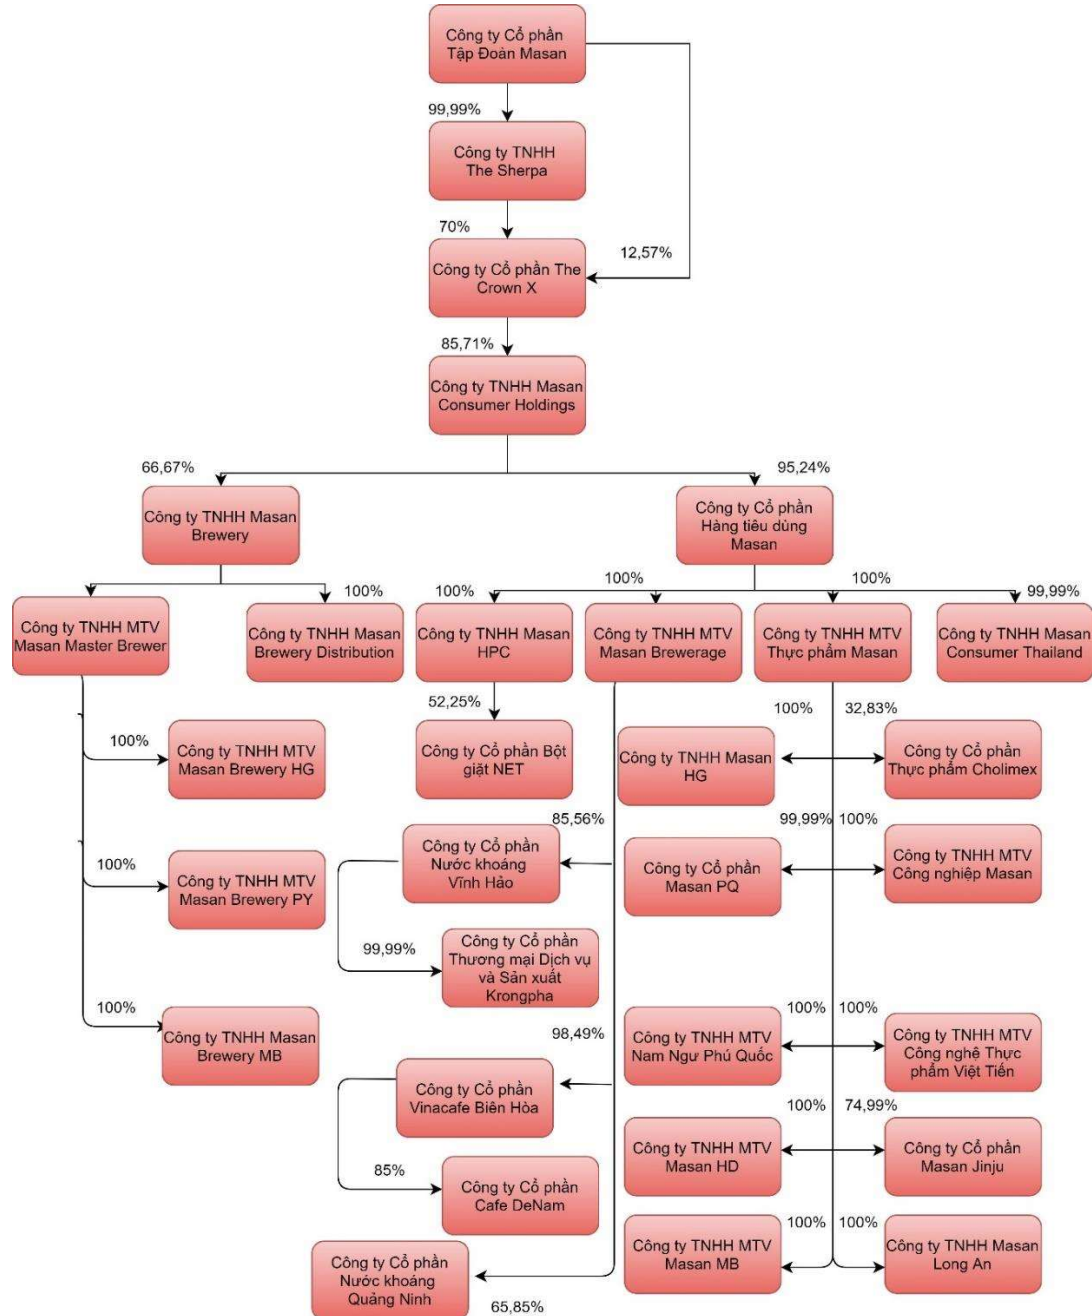 Công ty Cổ phần
Tập Đoàn Masan
99,99%
Công ty TNHH
The Sherpa
70%
12,57%
Công ty Cổ phần The
Crown X
85,71%
Công ty TNHH Masan
Consumer Holdings
66,67%
95,24%
Công ty TNHH Masan
Brewery
Công ty Cổ phần
Hàng tiêu dùng
Masan
100%
100%
100%
100%
99,99%
Công ty TNHH MTV
Masan Master Brewer
Công ty TNHH Masan
Brewery Distribution
Công ty TNHH Masan
HPC
Công ty TNHH MTV
Masan Brewerage
Công ty TNHH MTV
Thực phẩm Masan
Công ty TNHH Masan
Consumer Thailand
52,25%
100%
32,83%
100%
Công ty TNHH MTV
Masan Brewery HG
Công ty Cổ phần Bột
giặt NET
Công ty TNHH Masan
HG
Công ty Cổ phần
Thực phẩm Cholimex
85,56%
99,99%
100%
Công ty Cổ phần
Nước khoáng
Vĩnh Hảo
Công ty Cổ phần
Masan PQ
Công ty TNHH MTV
Công nghiệp Masan
100%
Công ty TNHH MTV
Masan Brewery PY
99,99%
Công ty Cổ phần
Thương mại Dịch vụ
và Sản xuất
Krongpha
100%
98,49%
100%
100%
Công ty TNHH Masan
Brewery MB
Công ty TNHH MTV
Nam Ngư Phú Quốc
Công ty TNHH MTV
Công nghệ Thực
phẩm Việt Tiến
Công ty Cổ phần
Vinacafe Biên Hòa
100%
74,99%
Công ty TNHH MTV
Masan HD
Công ty Cổ phần
Masan Jinju
85%
Công ty Cổ phần
Cafe DeNam
100%
100%
Công ty TNHH MTV
Masan MB
Công ty TNHH Masan
Long An
Công ty Cổ phần
Nước khoáng
Quảng Ninh
65,85%